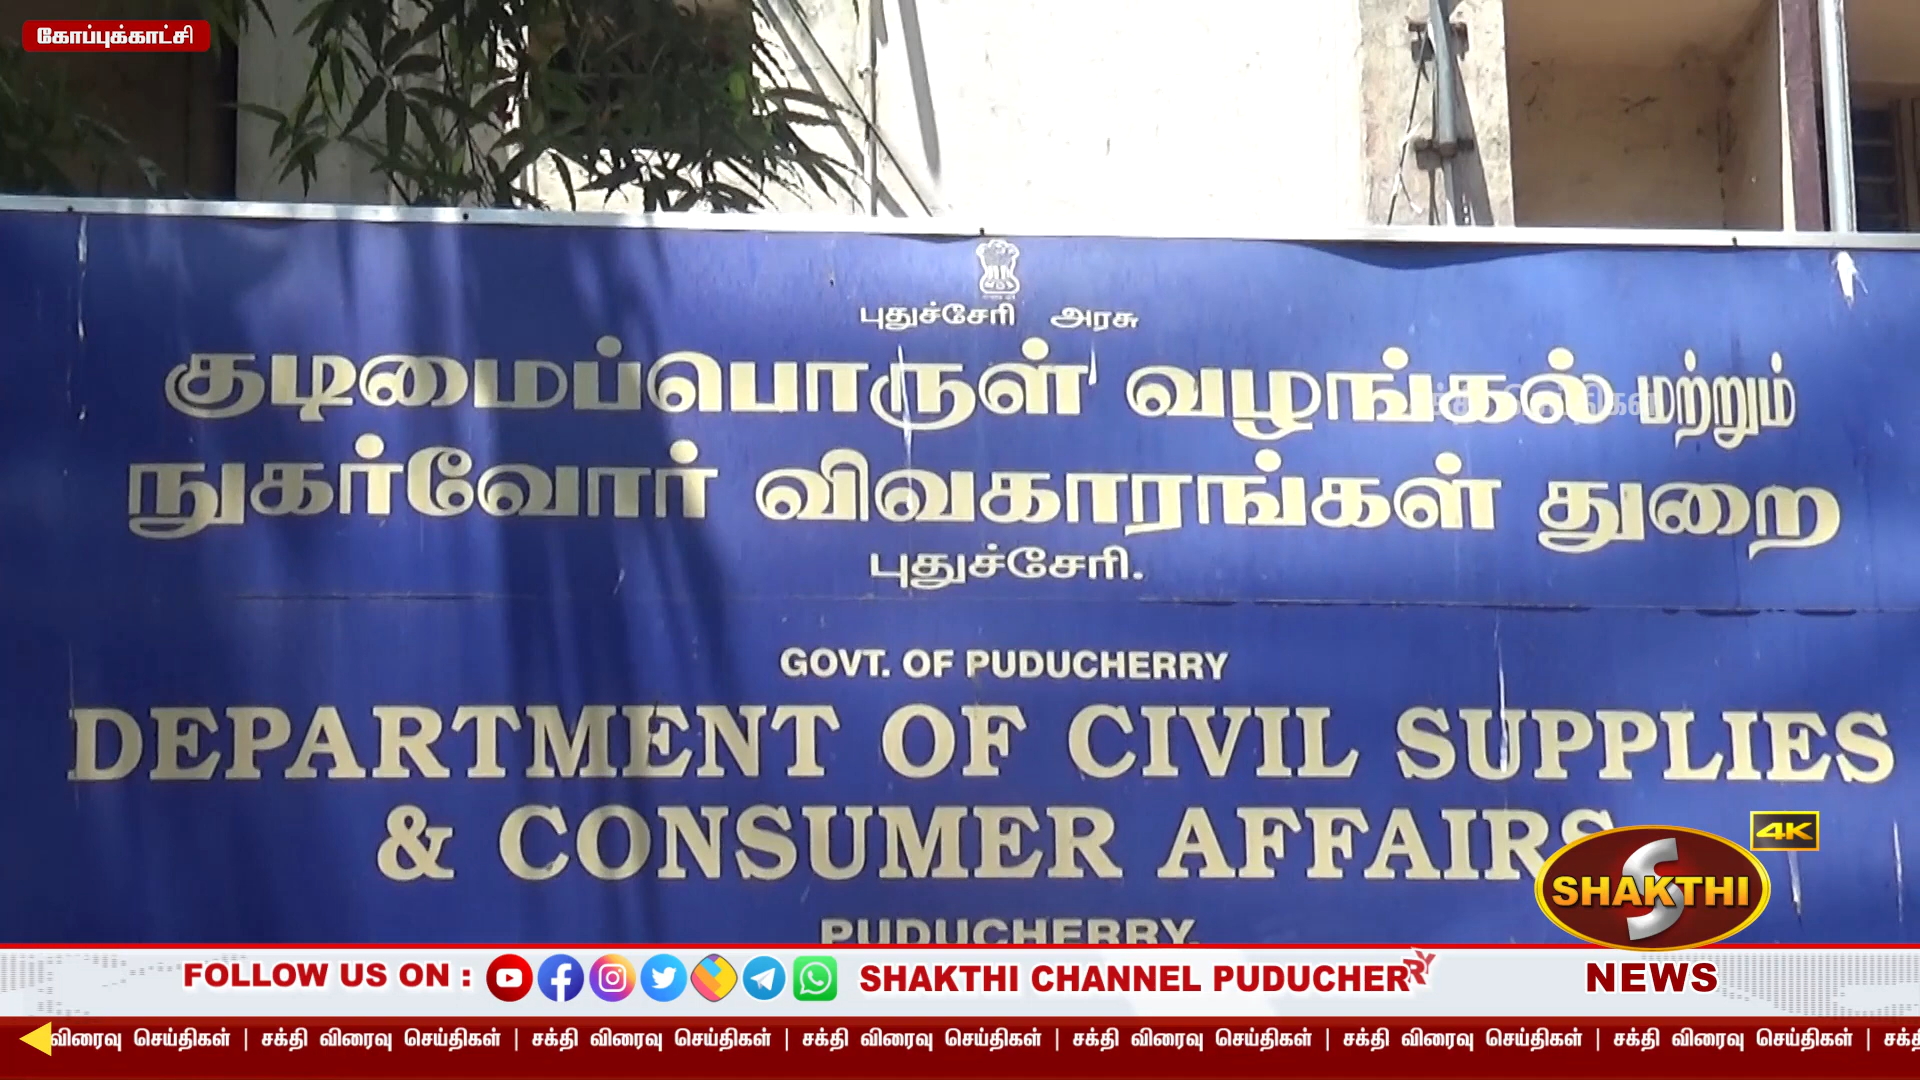 கோப்புக்காட்சி
புதுச்சேரி அரசு
குடிமைப்பொருள் வழங்கல் மற்றும்
நுகர்வோர் விவகாரங்கள் துறை
புதுச்சேரி.
GOVT. OF PUDUCHERRY
DEPARTMENT OF CIVIL SUPPLIES
& CONSUMER AFFAIRS
PUDUCHERRY.
4K
SHAKTHI
NEWS
FOLLOW US ON : SHAKTHI CHANNEL PUDUCHERRY
விரைவு செய்திகள் | சக்தி விரைவு செய்திகள் | சக்தி விரைவு செய்திகள் | சக்தி விரைவு செய்திகள் | சக்தி விரைவு செய்திகள் | சக்தி விரைவு செய்திகள் | சக்தி விரைவு செய்திகள் |